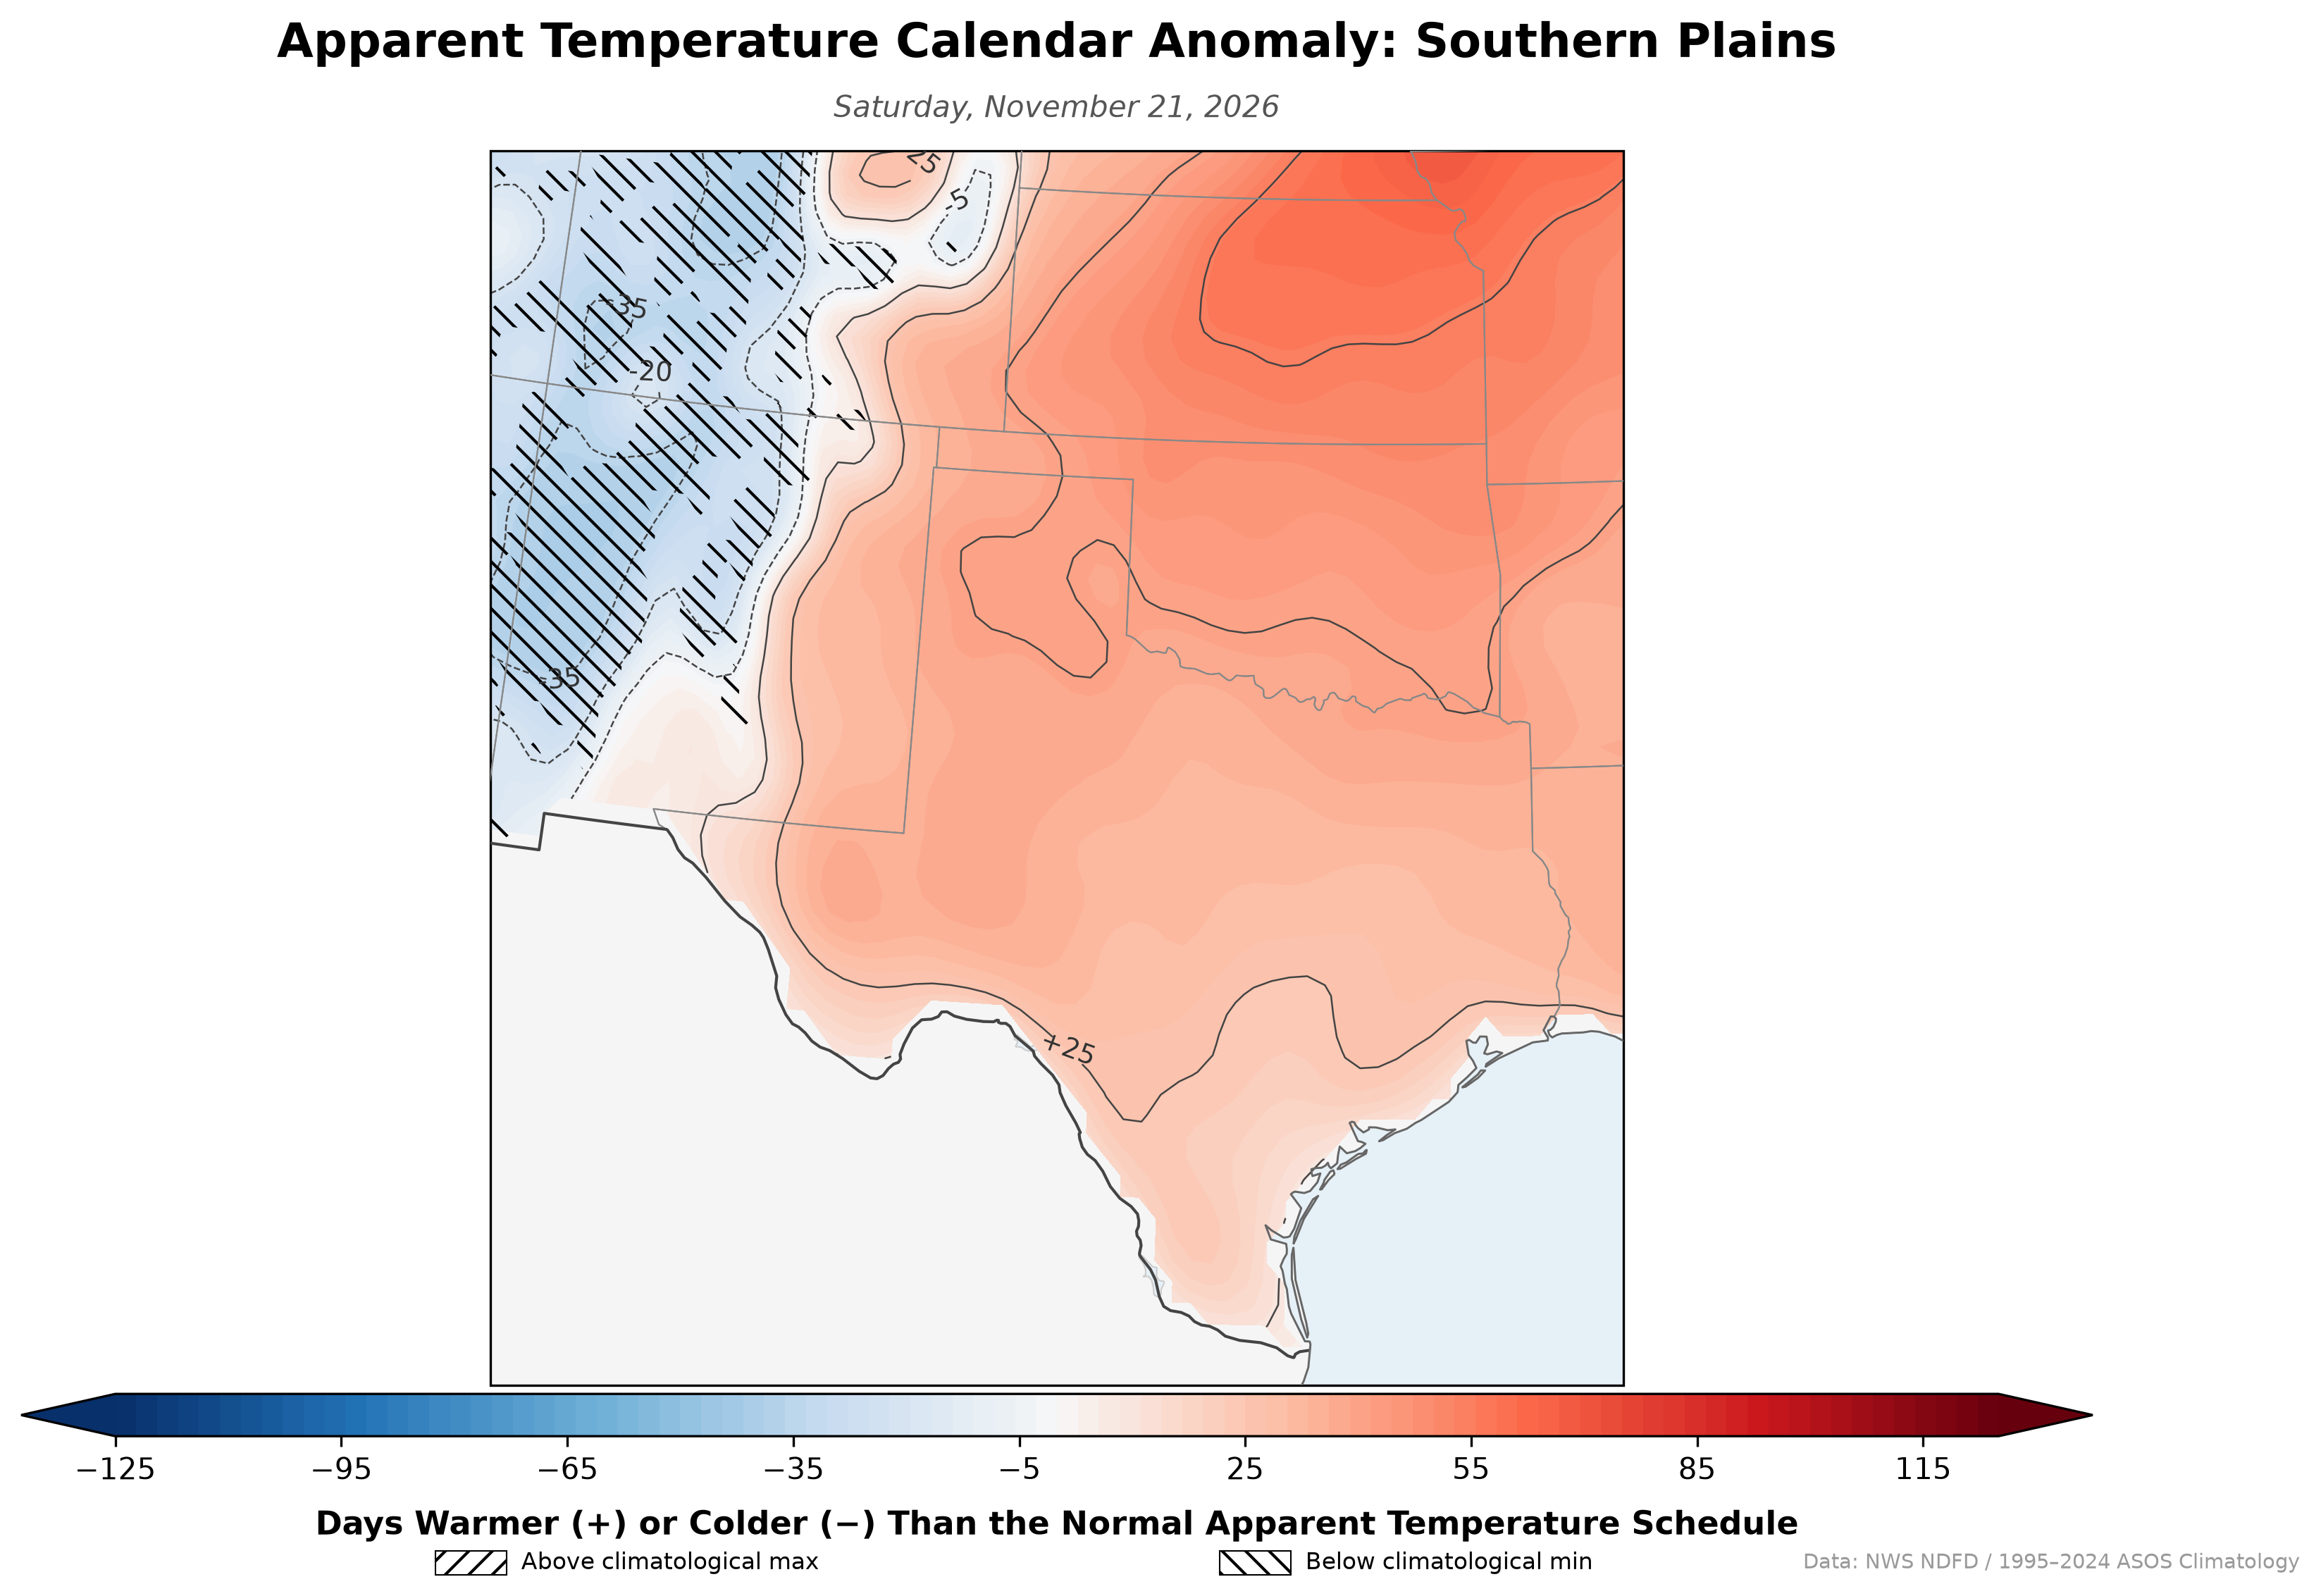 Apparent Temperature Calendar Anomaly: Southern Plains
Saturday, November 21, 2026
25
-5
-35
-20
-35
+25
−125 −95 −65 −35 −5 25 55 85 115
Days Warmer (+) or Colder (−) Than the Normal Apparent Temperature Schedule
Above climatological max Below climatological min
Data: NWS NDFD / 1995–2024 ASOS Climatology